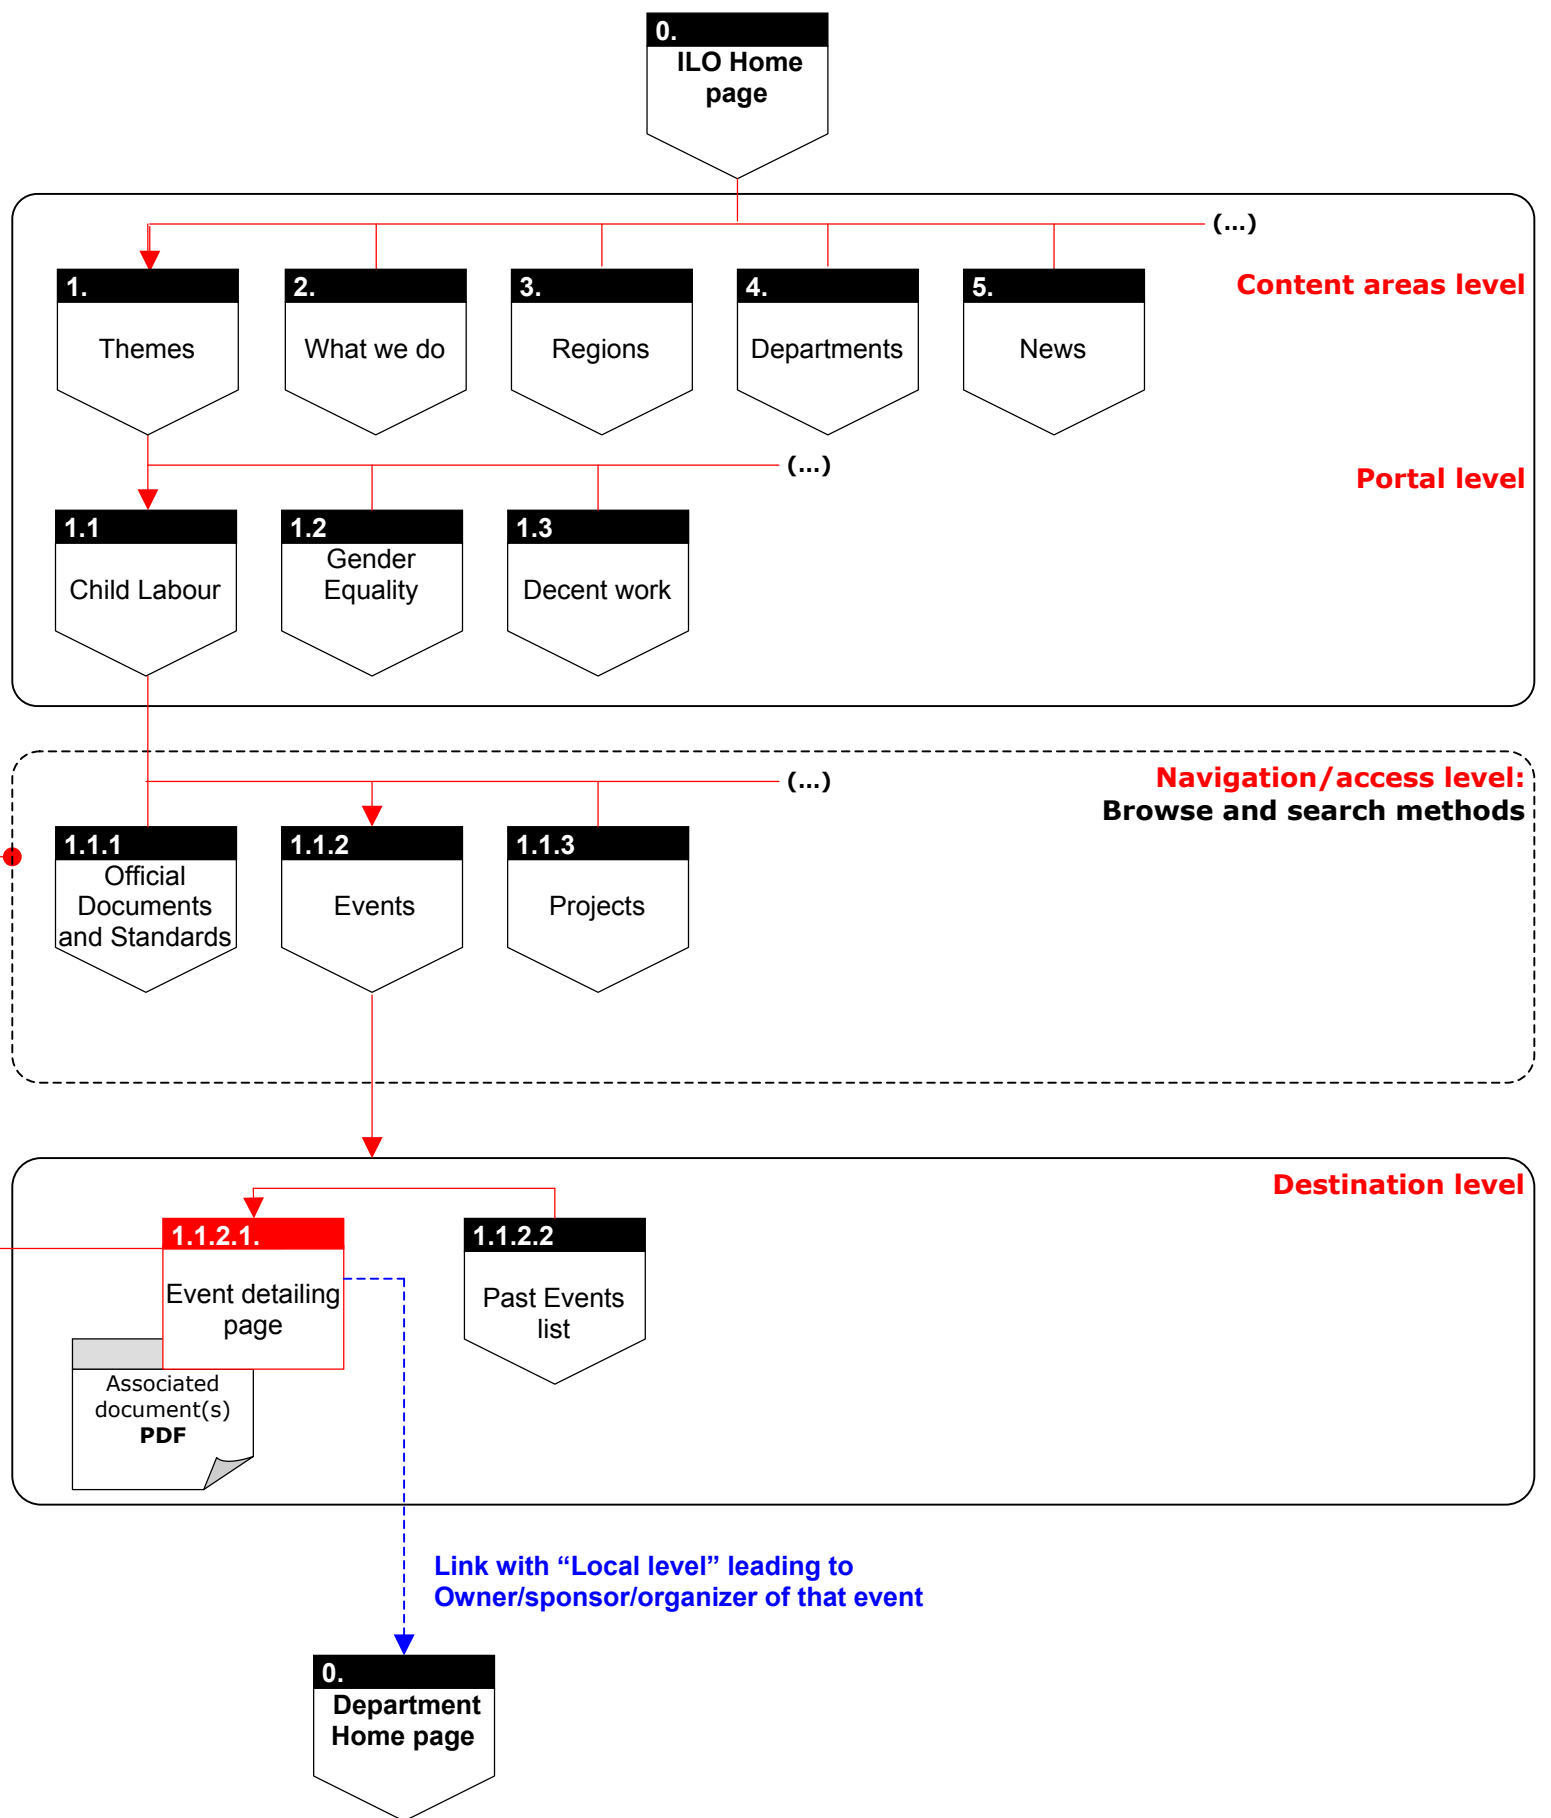 0.
ILO Home
page
(...)
1.
2.
3.
4.
5.
Content areas level
Themes
What we do
Regions
Departments
News
(...)
Portal level
1.1
1.2
1.3
Child Labour
Gender
Equality
Decent work
(...)
Navigation/access level:
Browse and search methods
1.1.1
1.1.2
1.1.3
Official
Documents
and Standards
Events
Projects
Destination level
1.1.2.1.
1.1.2.2
Event detailing
page
Past Events
list
Associated
document(s)
PDF
Link with “Local level” leading to
Owner/sponsor/organizer of that event
0.
Department
Home page